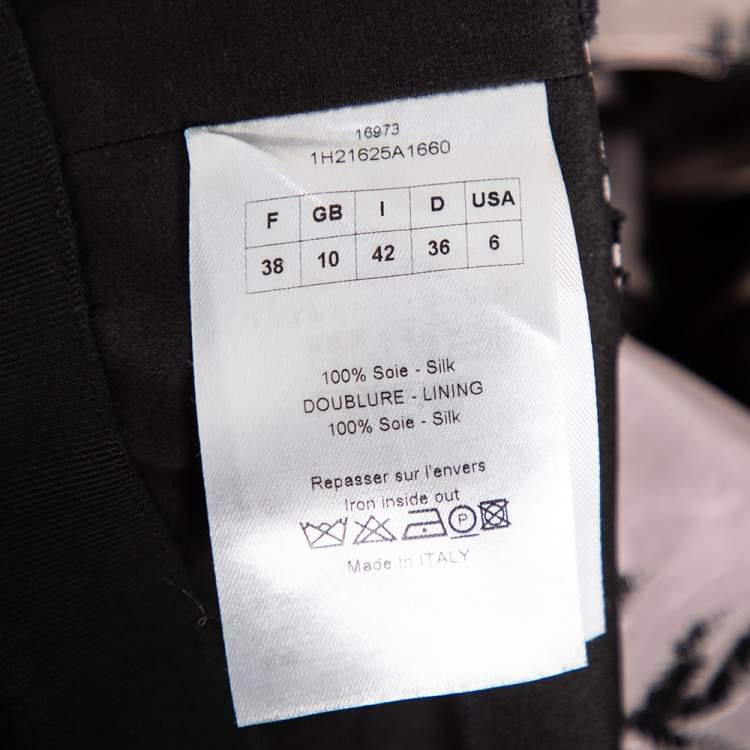 16973
1H21625A1660
F GB I D USA
38 10 42 36 6
100% Soie - Silk
DOUBLURE - LINING
100% Soie - Silk
Repasser sur l'envers
Iron inside out
P
Made In ITALY